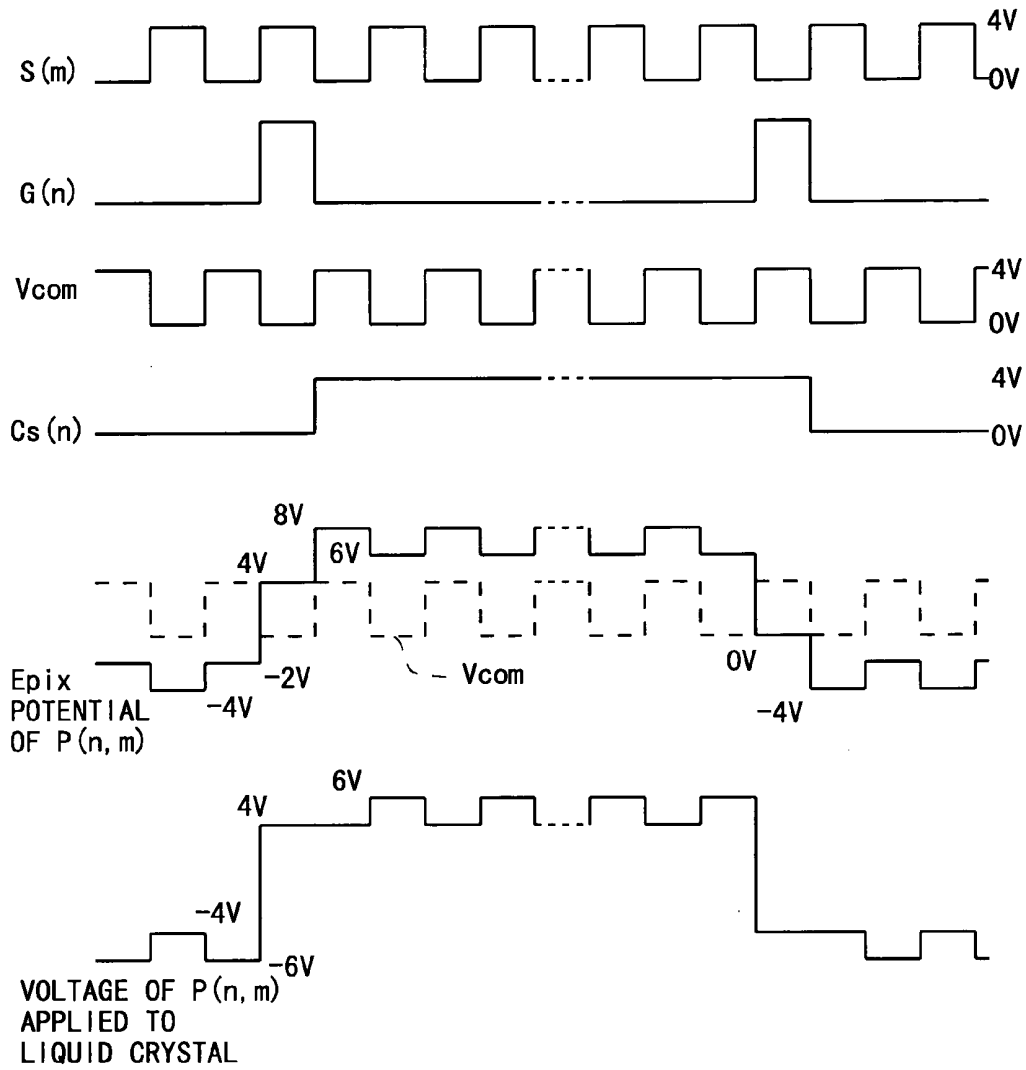 4V
S(m)
0V
G(n)
Vcom
4V
0V
4V
Cs(n)
0V
8V
4V
6V
Vcom
0V
-2V
-4V
-4V
Epix
POTENTIAL
OF P(n,m)
6V
4V
-4V
-6V
VOLTAGE OF P(n,m)
APPLIED TO
LIQUID CRYSTAL